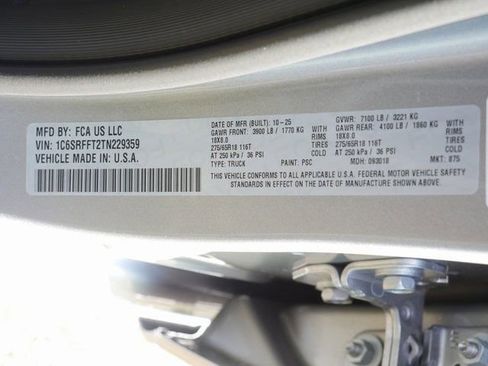 MFD BY: FCA US LLC
VIN: 1C6SRFFT2TN229359
VEHICLE MADE IN U.S.A.
DATE OF MFR (BUILT): 10-25
GAWR FRONT: 3900 LB / 1770 KG
18X8.0 RIMS
275/65R18 116T TIRES
AT 250 kPa / 36 PSI COLD
TYPE: TRUCK PAINT: PSC
GVWR: 7100 LB / 3221 KG
GAWR REAR: 4100 LB / 1860 KG
18X8.0 RIMS
275/65R18 116T TIRES
AT 250 kPa / 36 PSI COLD
MDH: 093018 MKT: 875
THIS VEHICLE CONFORMS TO ALL APPLICABLE U.S.A. FEDERAL MOTOR VEHICLE SAFETY
STANDARDS IN EFFECT ON THE DATE OF MANUFACTURE SHOWN ABOVE.